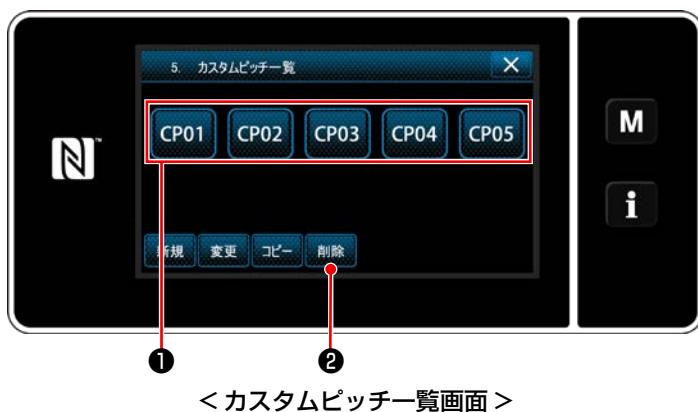 5. カスタムピッチ一覧
CP01 CP02 CP03 CP04 CP05
M
i
新規 変更 コピー 削除
❶ ❷
＜カスタムピッチ一覧画面＞